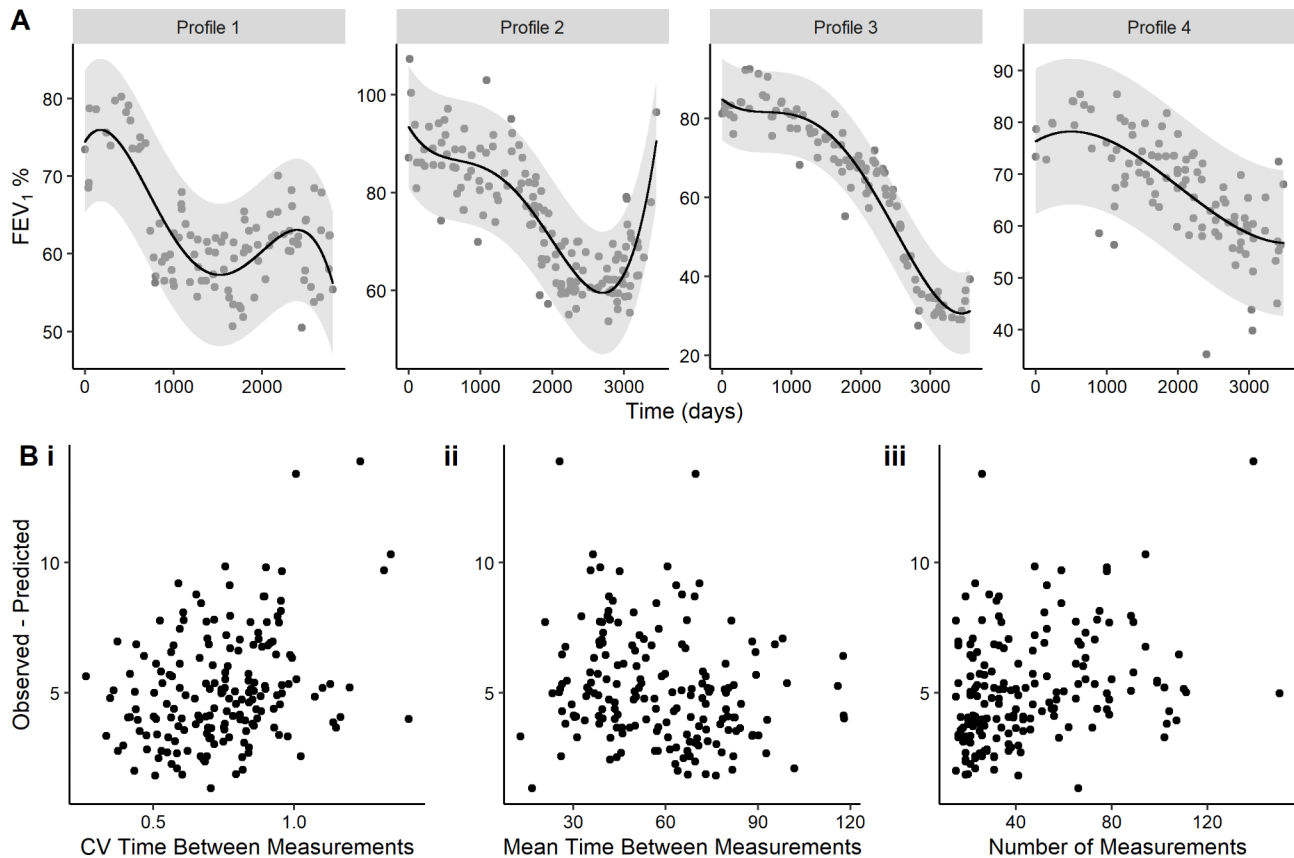 A
Profile 1
Profile 2
Profile 3
Profile 4
FEV1 %
80
70
60
50
100
80
60
80
60
40
20
90
80
70
60
50
40
0 1000 2000
0 1000 2000 3000
0 1000 2000 3000
0 1000 2000 3000
Time (days)
B i
ii
iii
Observed - Predicted
10
5
10
5
10
5
0.5 1.0
30 60 90 120
40 80 120
CV Time Between Measurements
Mean Time Between Measurements
Number of Measurements